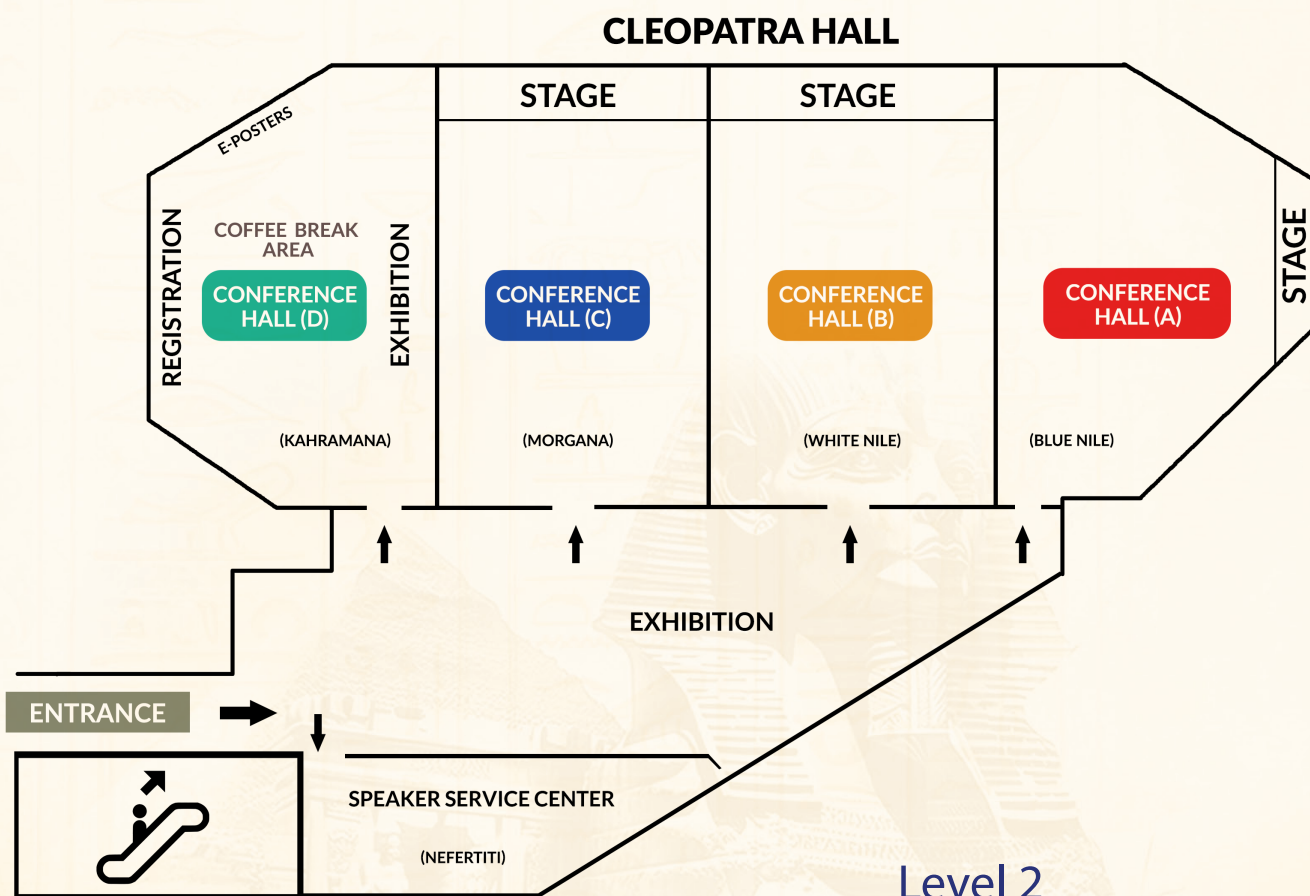 CLEOPATRA HALL
STAGE
STAGE
E-POSTERS
REGISTRATION
COFFEE BREAK
AREA
EXHIBITION
STAGE
CONFERENCE
HALL (D)
CONFERENCE
HALL (C)
CONFERENCE
HALL (B)
CONFERENCE
HALL (A)
(KAHRAMANA)
(MORGANA)
(WHITE NILE)
(BLUE NILE)
EXHIBITION
ENTRANCE
SPEAKER SERVICE CENTER
(NEFERTITI)
Level 2